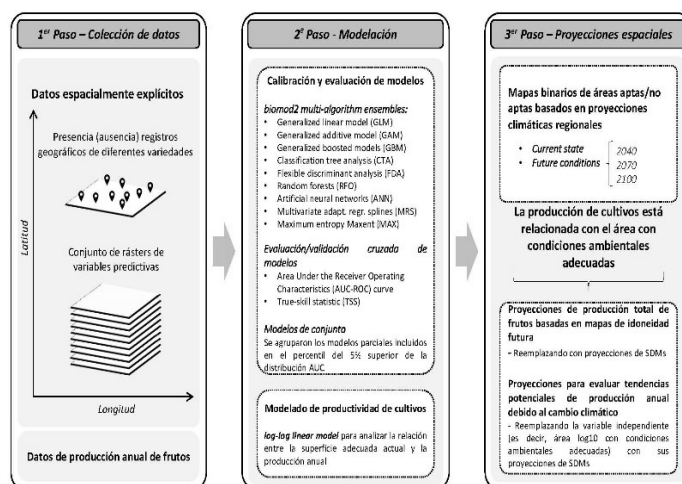 1er Paso – Colección de datos
Datos espacialmente explícitos
Presencia (ausencia) registros
geográficos de diferentes variedades
Latitud
Conjunto de rásters de
variables predictivas
Longitud
Datos de producción anual de frutos
2º Paso - Modelación
Calibración y evaluación de modelos
biomod2 multi-algorithm ensembles:
• Generalized linear model (GLM)
• Generalized additive model (GAM)
• Generalized boosted models (GBM)
• Classification tree analysis (CTA)
• Flexible discriminant analysis (FDA)
• Random forests (RFO)
• Artificial neural networks (ANN)
• Multivariate adapt. regr. splines (MRS)
• Maximum entropy Maxent (MAX)
Evaluación/validación cruzada de
modelos
• Area Under the Receiver Operating
Characteristics (AUC-ROC) curve
• True-skill statistic (TSS)
Modelos de conjunto
Se agruparon los modelos parciales incluidos
en el percentil del 5% superior de la
distribución AUC
Modelado de productividad de cultivos
log-log linear model para analizar la relación
entre la superficie adecuada actual y la
producción anual
3er Paso – Proyecciones espaciales
Mapas binarios de áreas aptas/no
aptas basados en proyecciones
climáticas regionales
• Current state
• Future conditions
2040
2070
2100
La producción de cultivos está
relacionada con el área con
condiciones ambientales
adecuadas
Proyecciones de producción total de
frutos basadas en mapas de idoneidad
futura
- Reemplazando con proyecciones de SDMs
Proyecciones para evaluar tendencias
potenciales de producción anual
debido al cambio climático
- Reemplazando la variable independiente
(es decir, área log10 con condiciones
ambientales adecuadas) con sus
proyecciones de SDMs